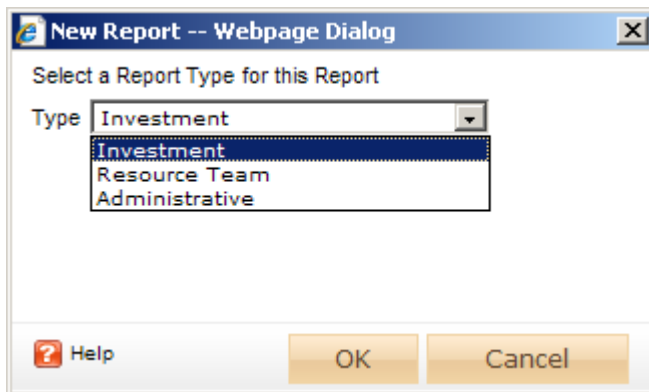 New Report -- Webpage Dialog
Select a Report Type for this Report
Type Investment
Investment
Resource Team
Administrative
Help OK Cancel